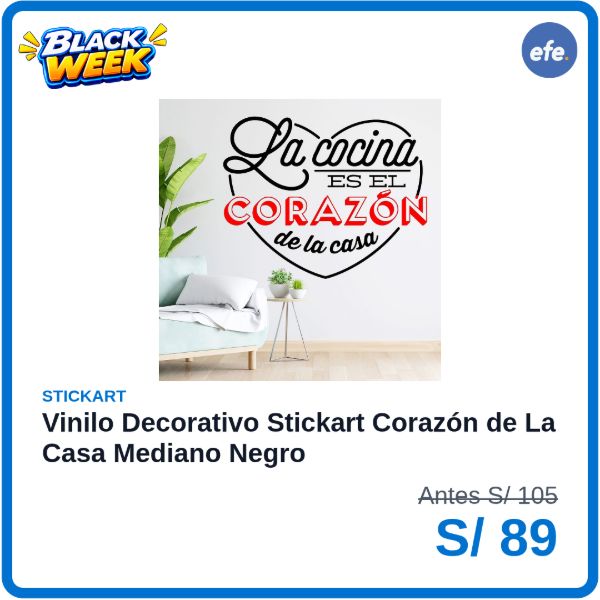 BLACK
WEEK
efe.
La cocina
ES EL
CORAZÓN
de la casa
STICKART
Vinilo Decorativo Stickart Corazón de La
Casa Mediano Negro
Antes S/ 105
S/ 89